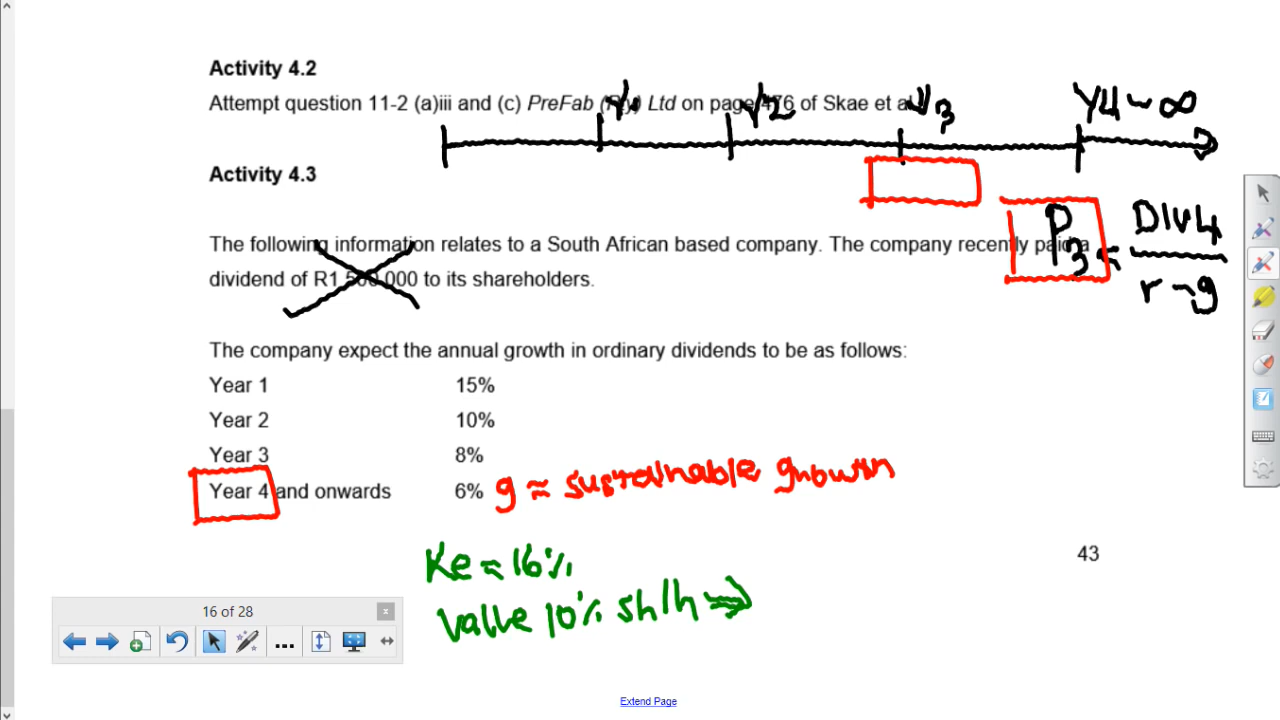 Activity 4.2
Attempt question 11-2 (a)iii and (c) PreFab (Pty) Ltd on page 476 of Skae et al
Y1 Y2 Y3 Y4 ~ ∞
Activity 4.3
P3 = Div4
r - g
The following information relates to a South African based company. The company recently paid a
dividend of R1 500 000 to its shareholders.
The company expect the annual growth in ordinary dividends to be as follows:
Year 1 15%
Year 2 10%
Year 3 8%
Year 4 and onwards 6% g = sustainable growth
43
Ke = 16%
Value 10% sh/h ⇒
16 of 28
x
...
Extend Page